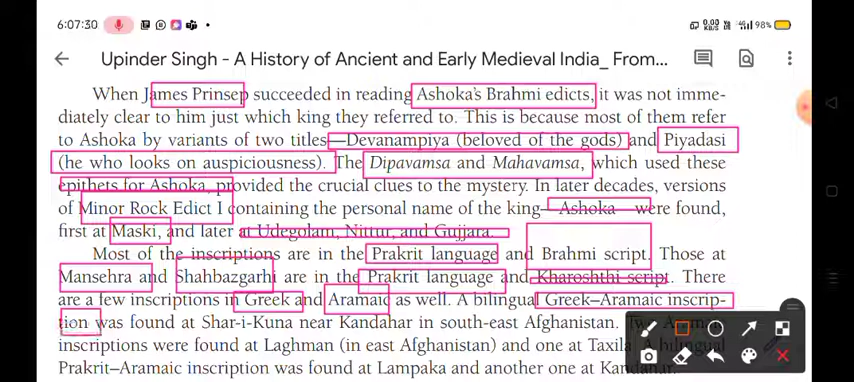 6:07:30 0.00 KB/S 4G 98%
Upinder Singh - A History of Ancient and Early Medieval India_ From...
When James Prinsep succeeded in reading Ashoka's Brahmi edicts, it was not imme-
diately clear to him just which king they referred to. This is because most of them refer
to Ashoka by variants of two titles—Devanampiya (beloved of the gods) and Piyadasi
(he who looks on auspiciousness). The Dipavamsa and Mahavamsa, which used these
epithets for Ashoka, provided the crucial clues to the mystery. In later decades, versions
of Minor Rock Edict I containing the personal name of the king—Ashoka—were found,
first at Maski, and later at Udegolam, Nittur, and Gujjara.
Most of the inscriptions are in the Prakrit language and Brahmi script. Those at
Mansehra and Shahbazgarhi are in the Prakrit language and Kharoshthi script. There
are a few inscriptions in Greek and Aramaic as well. A bilingual Greek–Aramaic inscrip-
tion was found at Shar-i-Kuna near Kandahar in south-east Afghanistan.
inscriptions were found at Laghman (in east Afghanistan) and one at Taxila. A bilingual
Prakrit–Aramaic inscription was found at Lampaka and another one at Kandahar.